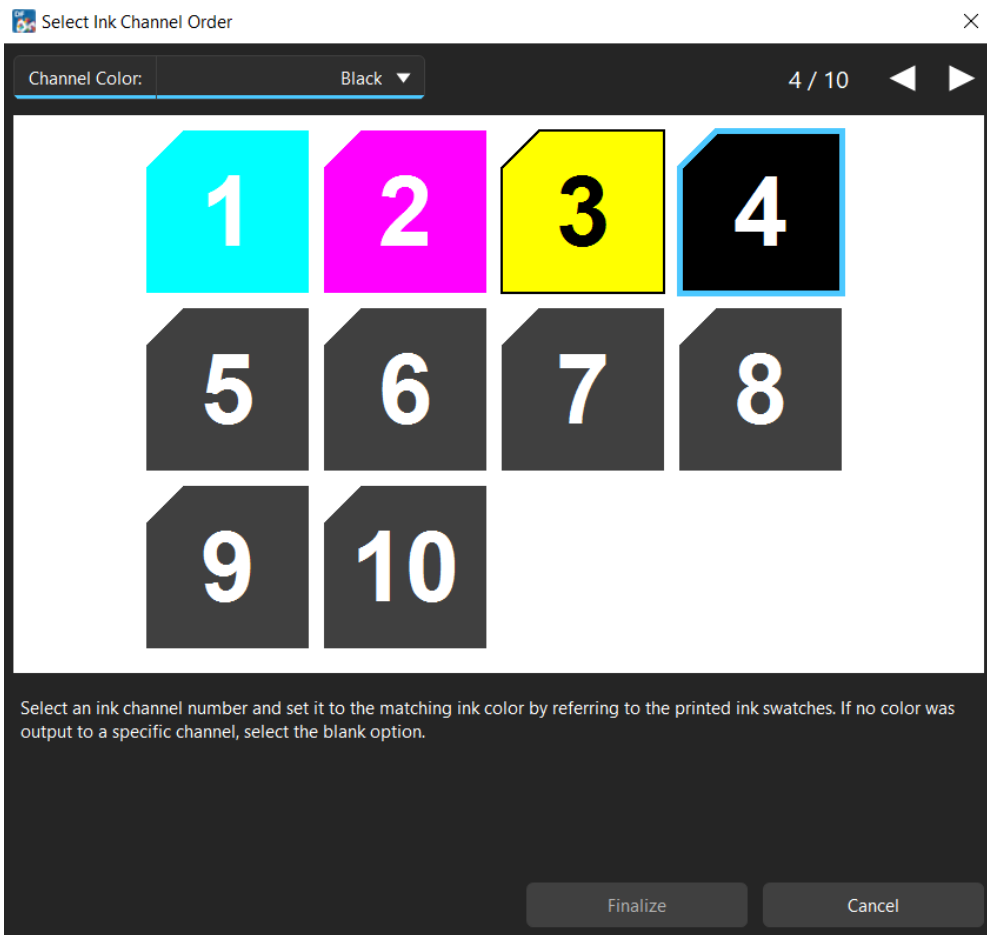 Select Ink Channel Order
Channel Color: Black
4 / 10
1 2 3 4
5 6 7 8
9 10
Select an ink channel number and set it to the matching ink color by referring to the printed ink swatches. If no color was
output to a specific channel, select the blank option.
Finalize Cancel